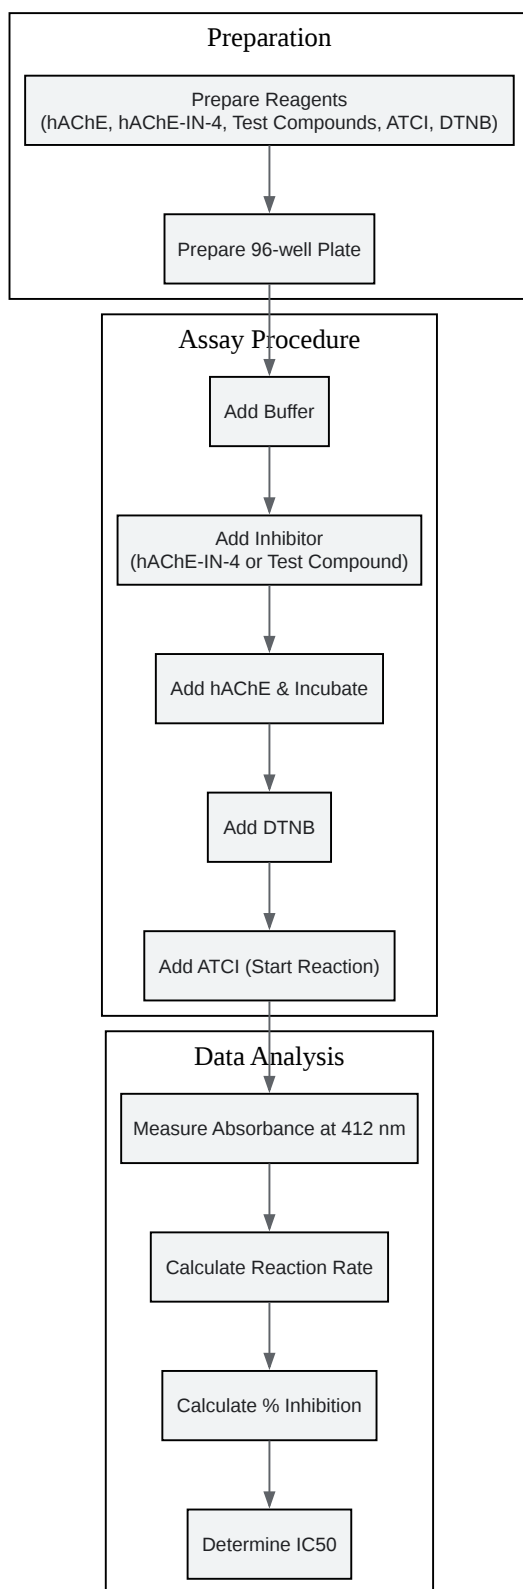 Preparation
Prepare Reagents
(hAChE, hAChE-IN-4, Test Compounds, ATCI, DTNB)
Prepare 96-well Plate
Assay Procedure
Add Buffer
Add Inhibitor
(hAChE-IN-4 or Test Compound)
Add hAChE & Incubate
Add DTNB
Add ATCI (Start Reaction)
Data Analysis
Measure Absorbance at 412 nm
Calculate Reaction Rate
Calculate % Inhibition
Determine IC50